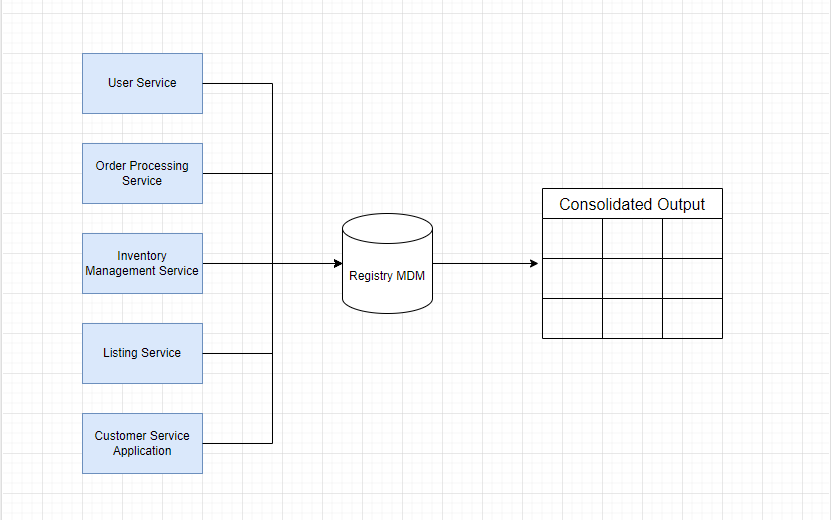 User Service
Order Processing
Service
Inventory
Management Service
Listing Service
Customer Service
Application
Registry MDM
Consolidated Output